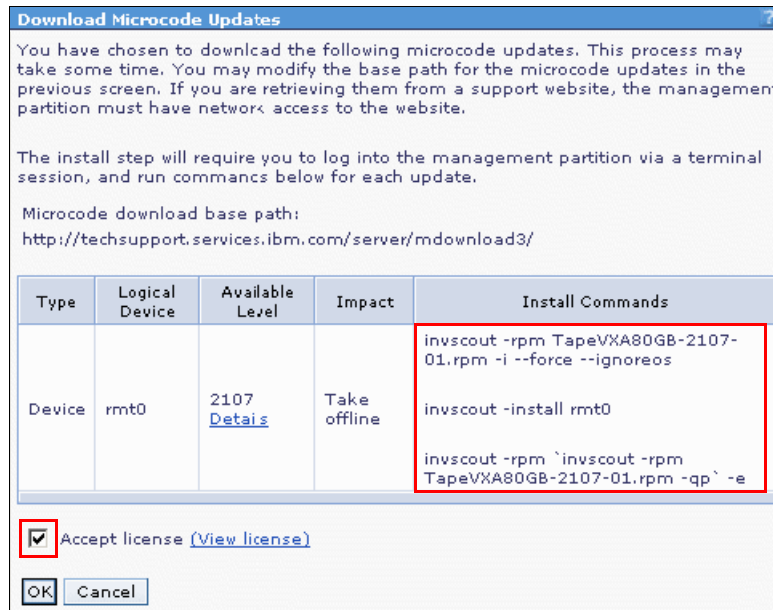 Download Microcode Updates ?
You have chosen to downlcad the following microcode updates. This process may
take some time. You may modify the base path for the microcode updates in the
previous screen. If you are retrieving them from a support website, the management
partition must have network access to the website.
The install step will require you to log into the management partition via a terminal
session, and run commancs below for each update.
Microcode download base path:
http://techsupport.services.ibm.com/server/mdownload3/
Type
Logical
Device
Available
Level
Impact
Install Commands
Device
rmt0
2107
Detais
Take
offline
invscout -rpm TapeVXA80GB-2107-
01.rpm -i --force --ignoreos
invscout -install rmt0
invscout -rpm `invscout -rpm
TapeVXA80GB-2107-01.rpm -qp` -e
Accept license (View license)
OK Cancel